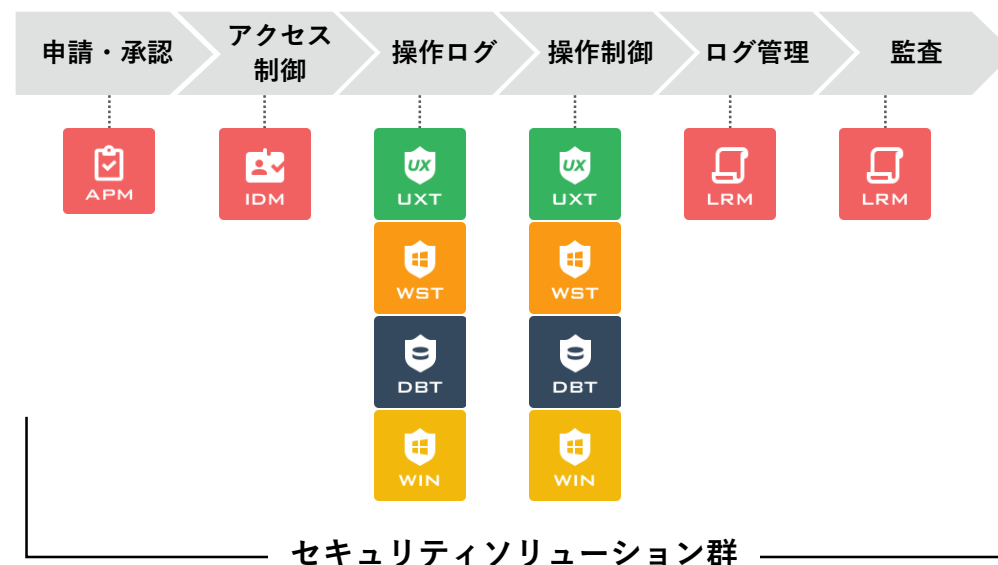 申請・承認
アクセス
制御
操作ログ
操作制御
ログ管理
監査
APM
IDM
UX
UXT
UX
UXT
LRM
LRM
WST
WST
DBT
DBT
WIN
WIN
セキュリティソリューション群